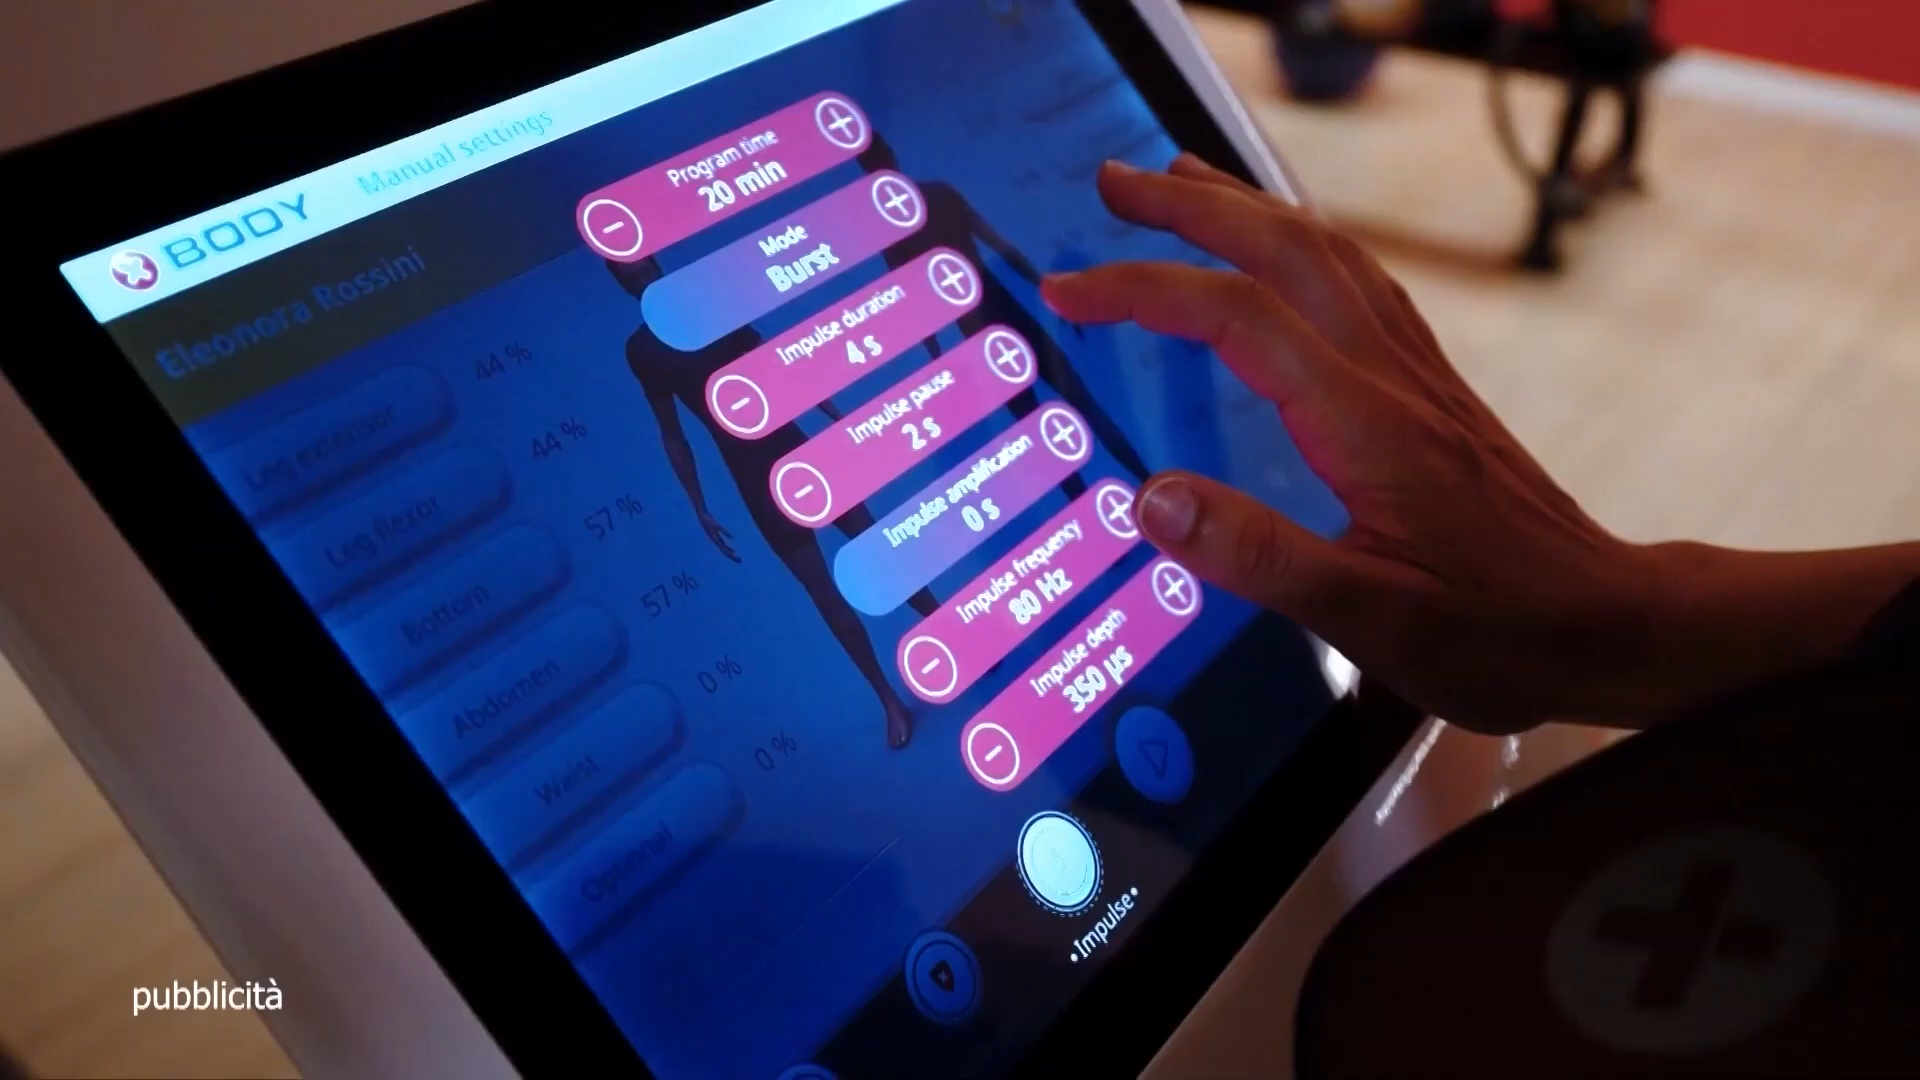 X BODY
Manual settings
Eleonora Rossini
Program time
20 min
Mode
Burst
Impulse duration
4 s
Impulse pause
2 s
Impulse amplification
0 s
Impulse frequency
80 Hz
Impulse depth
350 µs
44 %
Leg extensor
44 %
Leg flexor
57 %
Bottom
57 %
Abdomen
0 %
Waist
0 %
Optional
•Impulse•
pubblicità